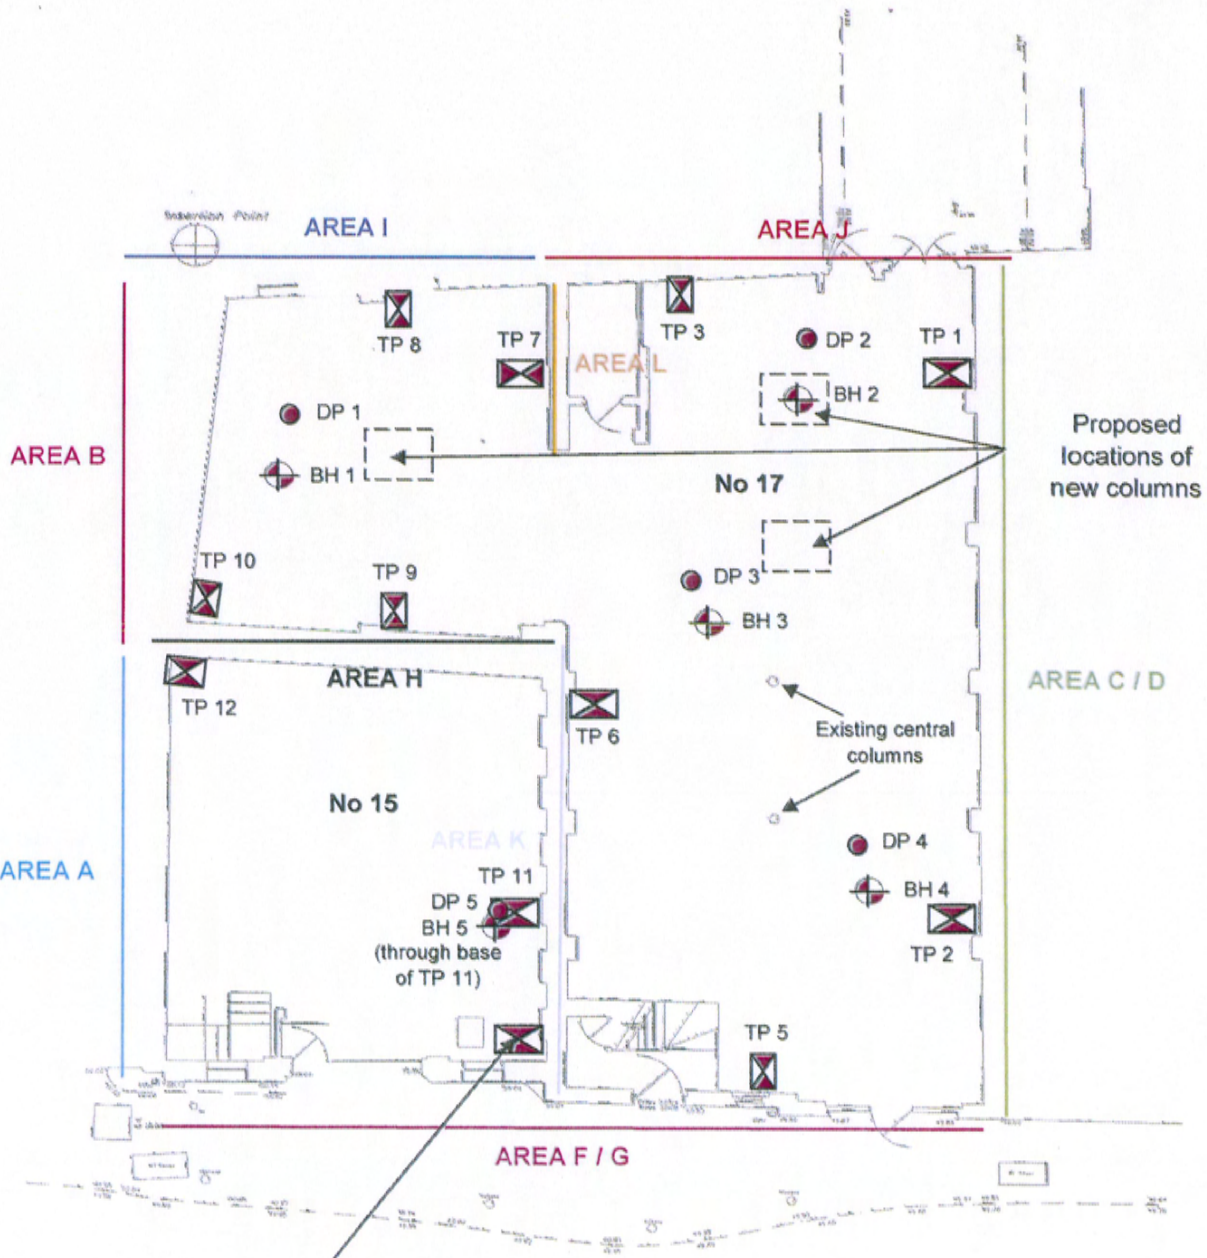 Insertion Point
AREA I
AREA J
TP 8
TP 7
TP 3
DP 2
TP 1
AREA L
DP 1
BH 2
AREA B
BH 1
No 17
Proposed
locations of
new columns
TP 10
TP 9
DP 3
BH 3
AREA H
TP 12
TP 6
AREA C / D
Existing central
columns
No 15
AREA K
DP 4
AREA A
TP 11
DP 5
BH 5
(through base
of TP 11)
BH 4
TP 2
TP 5
AREA F / G